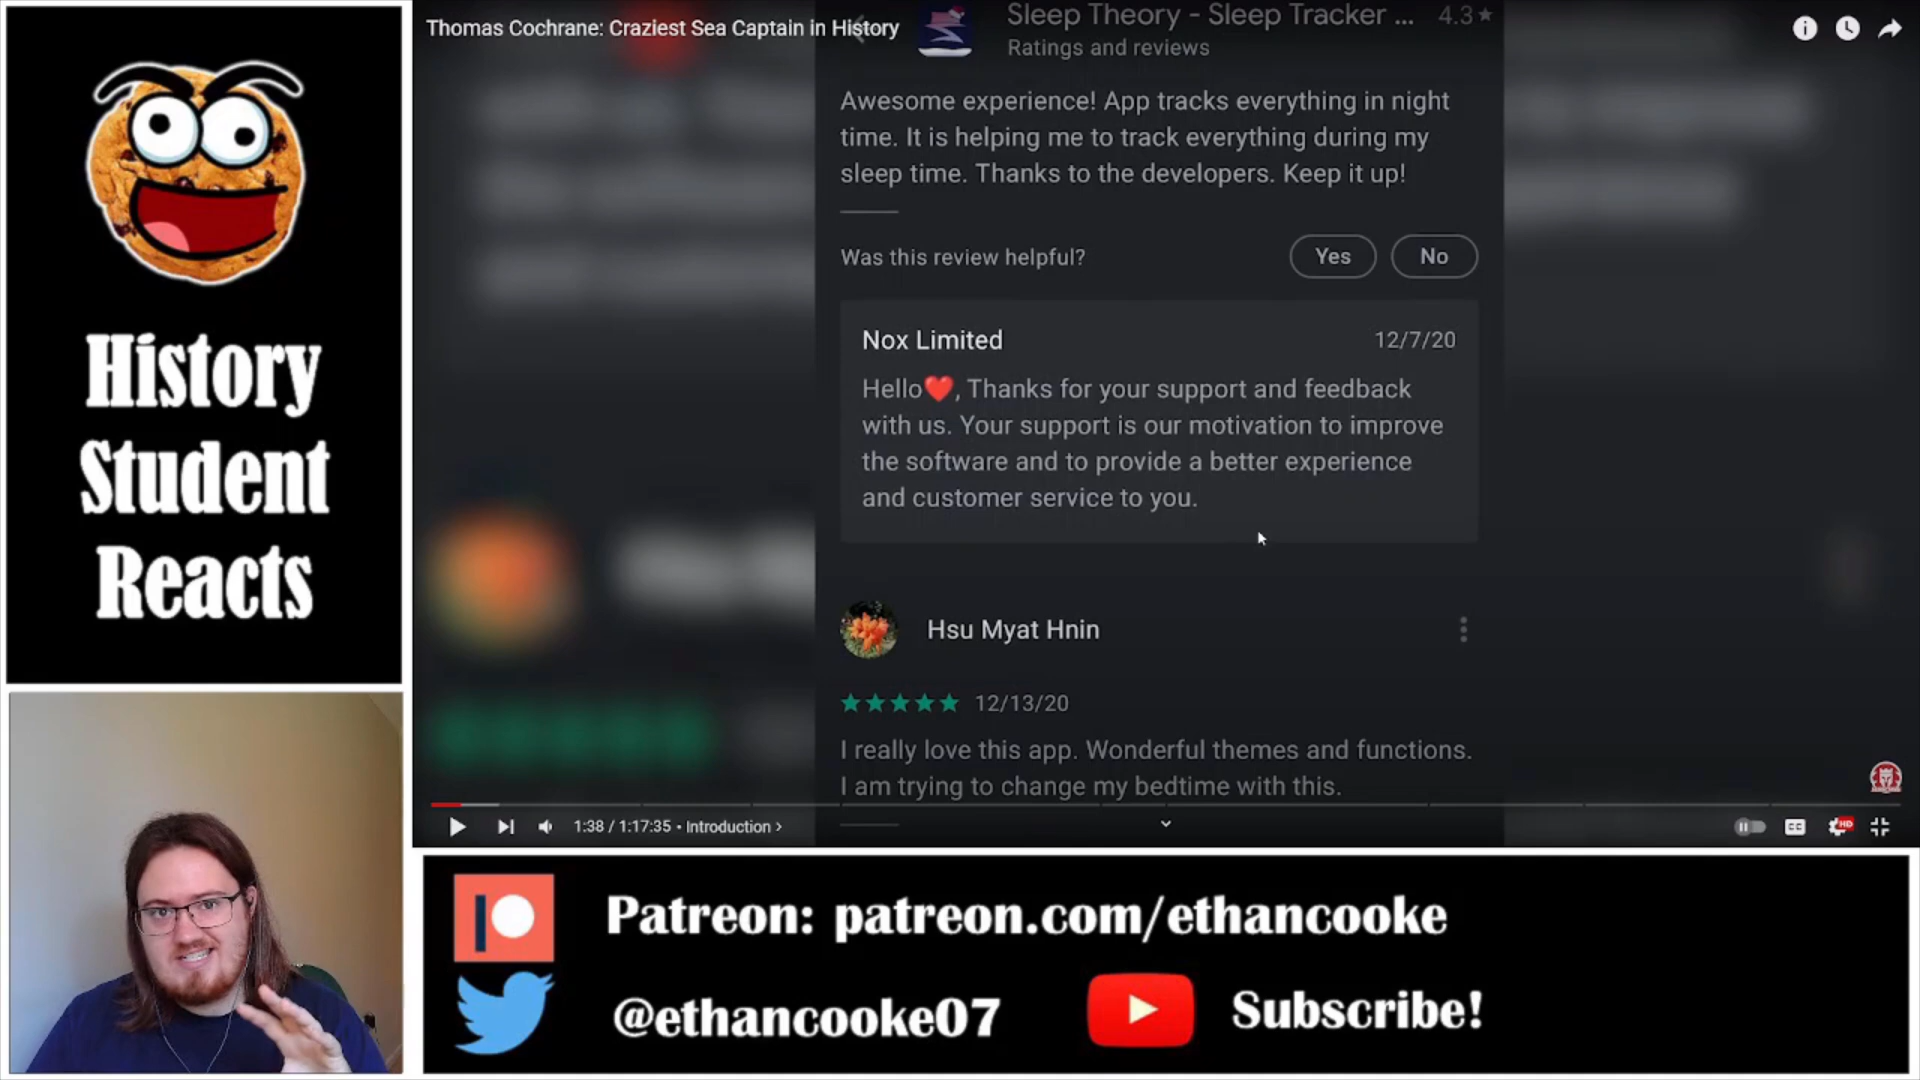 Thomas Cochrane: Craziest Sea Captain in History
Sleep Theory - Sleep Tracker ... 4.3★
Ratings and reviews
Awesome experience! App tracks everything in night
time. It is helping me to track everything during my
sleep time. Thanks to the developers. Keep it up!
Was this review helpful? Yes No
Nox Limited 12/7/20
Hello❤️, Thanks for your support and feedback
with us. Your support is our motivation to improve
the software and to provide a better experience
and customer service to you.
Hsu Myat Hnin
★★★★★ 12/13/20
I really love this app. Wonderful themes and functions.
I am trying to change my bedtime with this.
1:38 / 1:17:35 • Introduction >
CC HD
History
Student
Reacts
Patreon: patreon.com/ethancooke
@ethancooke07 Subscribe!